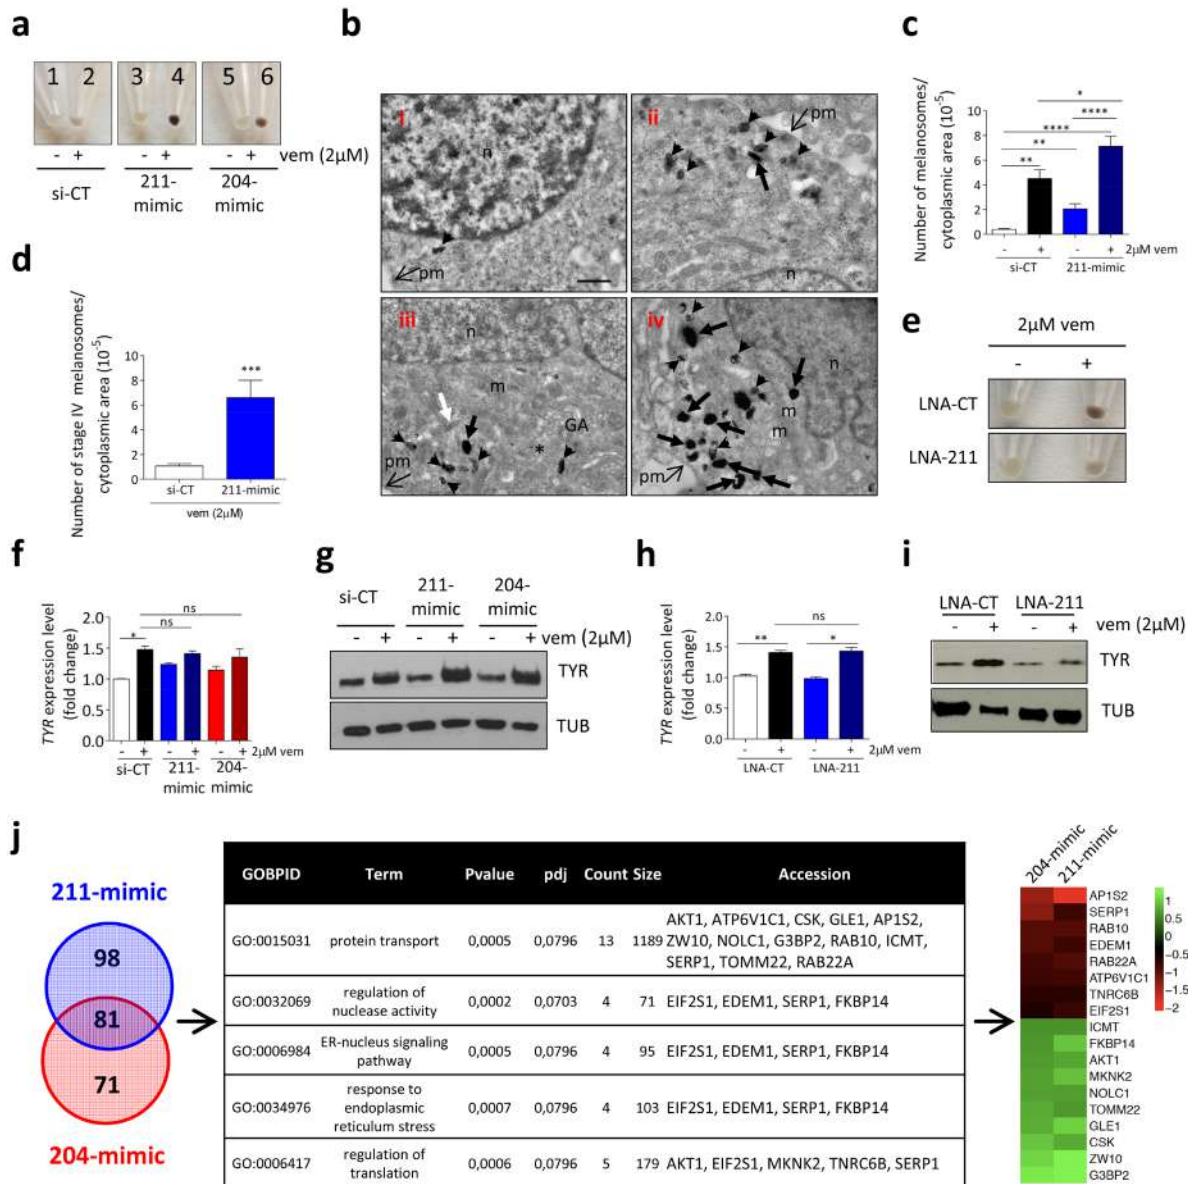 a
1 2 3 4 5 6
- + - + - + vem (2µM)
si-CT 211-mimic 204-mimic
b
i
n
pm
ii
pm
n
iii
n
m
GA
*
pm
iv
n
m
m
pm
c
Number of melanosomes/
cytoplasmic area (10⁻⁵)
10
8
6
4
2
0
*
****
****
**
**
- + - + 2µM vem
si-CT 211-mimic
d
Number of stage IV melanosomes/
cytoplasmic area (10⁻⁵)
10
8
6
4
2
0
***
si-CT 211-mimic
vem (2µM)
e
2µM vem
- +
LNA-CT
LNA-211
f
TYR expression level
(fold change)
2.0
1.5
1.0
0.5
0.0
ns
* ns
- + - + - + 2µM vem
si-CT 211-mimic 204-mimic
g
si-CT 211-mimic 204-mimic
- + - + - + vem (2µM)
TYR
TUB
h
TYR expression level
(fold change)
2.0
1.5
1.0
0.5
0.0
ns
** *
- + - + 2µM vem
LNA-CT LNA-211
i
LNA-CT LNA-211
- + - + vem (2µM)
TYR
TUB
j
211-mimic
98
81
71
204-mimic
GOBPID Term Pvalue pdj Count Size Accession
GO:0015031 protein transport 0,0005 0,0796 13 1189 AKT1, ATP6V1C1, CSK, GLE1, AP1S2,
ZW10, NOLC1, G3BP2, RAB10, ICMT,
SERP1, TOMM22, RAB22A
GO:0032069 regulation of nuclease activity 0,0002 0,0703 4 71 EIF2S1, EDEM1, SERP1, FKBP14
GO:0006984 ER-nucleus signaling pathway 0,0005 0,0796 4 95 EIF2S1, EDEM1, SERP1, FKBP14
GO:0034976 response to endoplasmic reticulum stress 0,0007 0,0796 4 103 EIF2S1, EDEM1, SERP1, FKBP14
GO:0006417 regulation of translation 0,0006 0,0796 5 179 AKT1, EIF2S1, MKNK2, TNRC6B, SERP1
204-mimic
211-mimic
AP1S2
SERP1
RAB10
EDEM1
RAB22A
ATP6V1C1
TNRC6B
EIF2S1
ICMT
FKBP14
AKT1
MKNK2
NOLC1
TOMM22
GLE1
CSK
ZW10
G3BP2
1
0.5
0
-0.5
-1
-1.5
-2